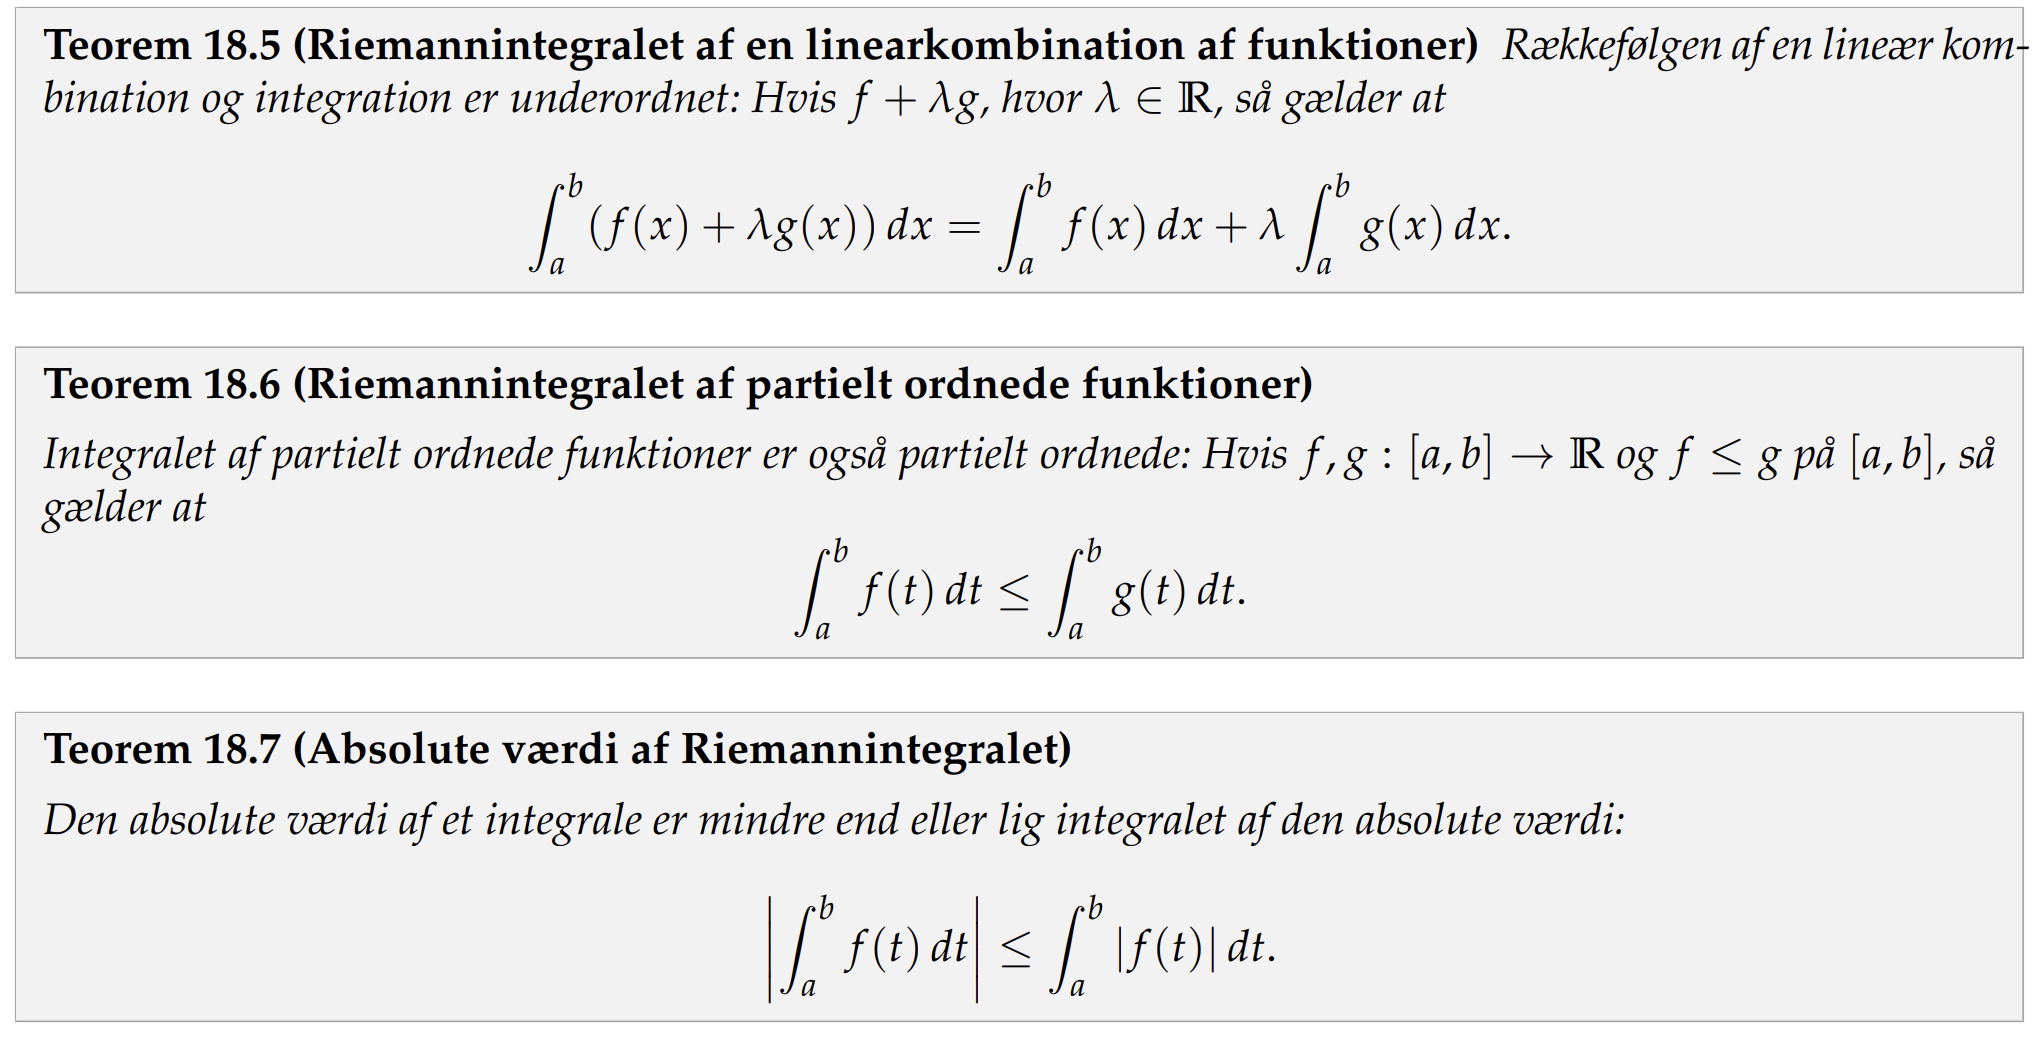 Teorem 18.5 (Riemannintegralet af en linearkombination af funktioner) Rækkefølgen af en lineær kom-
bination og integration er underordnet: Hvis f + λg, hvor λ ∈ ℝ, så gælder at
∫_a^b (f(x) + λg(x)) dx = ∫_a^b f(x) dx + λ ∫_a^b g(x) dx.
Teorem 18.6 (Riemannintegralet af partielt ordnede funktioner)
Integralet af partielt ordnede funktioner er også partielt ordnede: Hvis f, g : [a, b] → ℝ og f ≤ g på [a, b], så
gælder at
∫_a^b f(t) dt ≤ ∫_a^b g(t) dt.
Teorem 18.7 (Absolute værdi af Riemannintegralet)
Den absolute værdi af et integrale er mindre end eller lig integralet af den absolute værdi:
|∫_a^b f(t) dt| ≤ ∫_a^b |f(t)| dt.